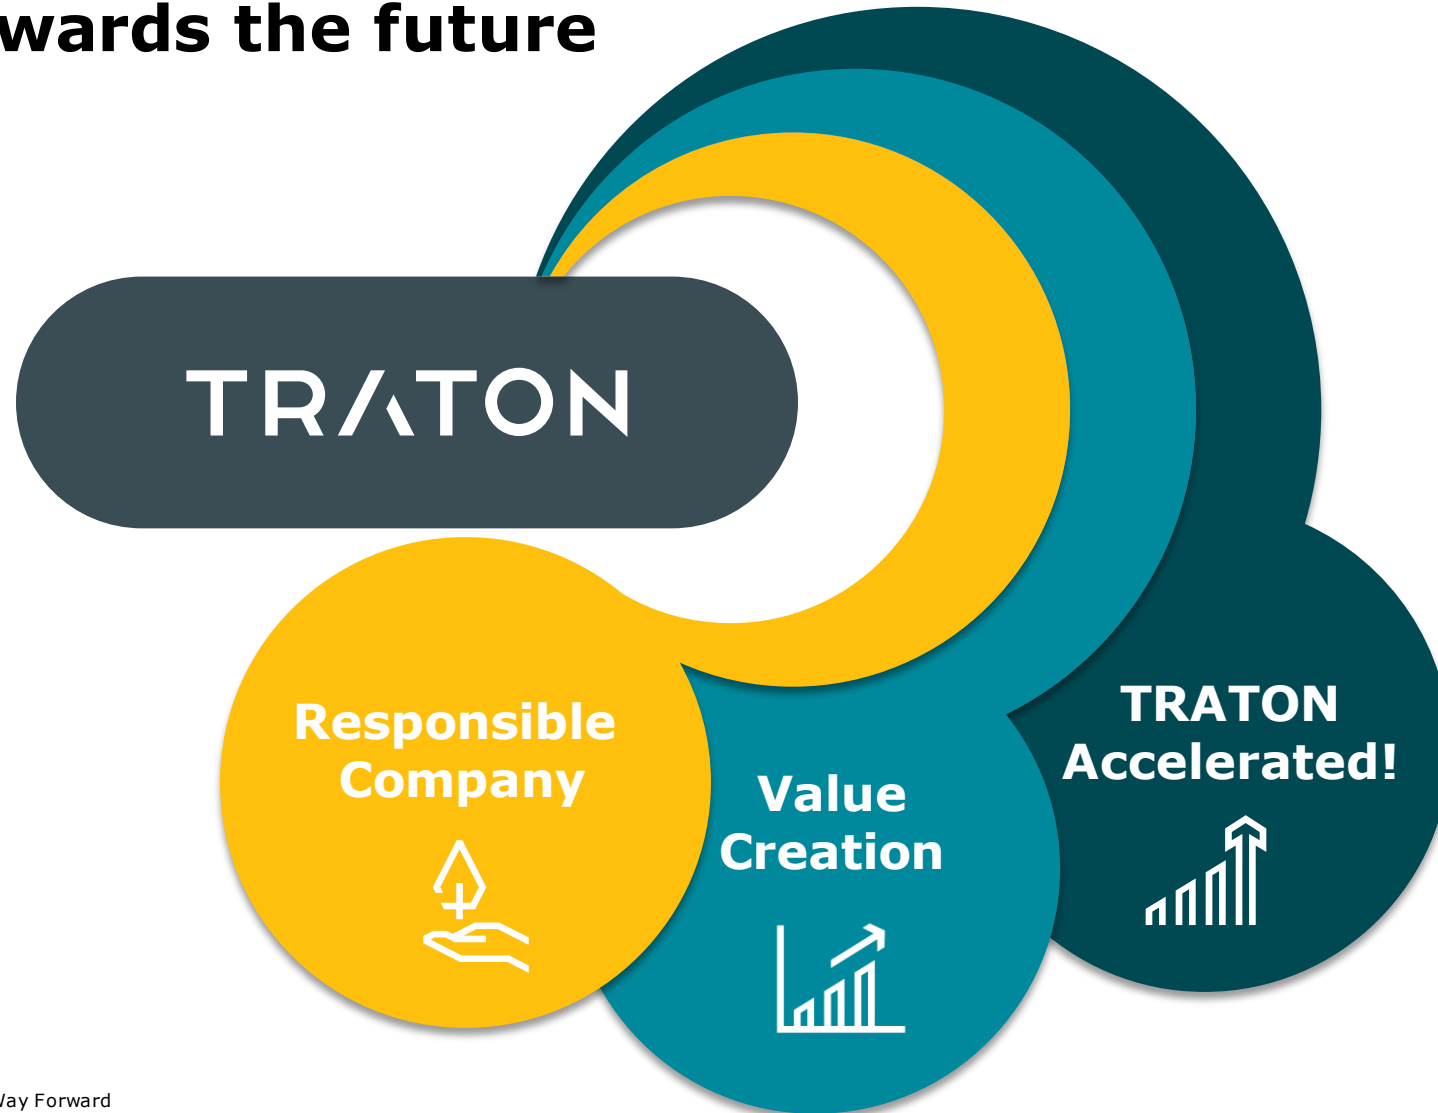 wards the future
TRATON
Responsible
Company
Value
Creation
TRATON
Accelerated!
Way Forward